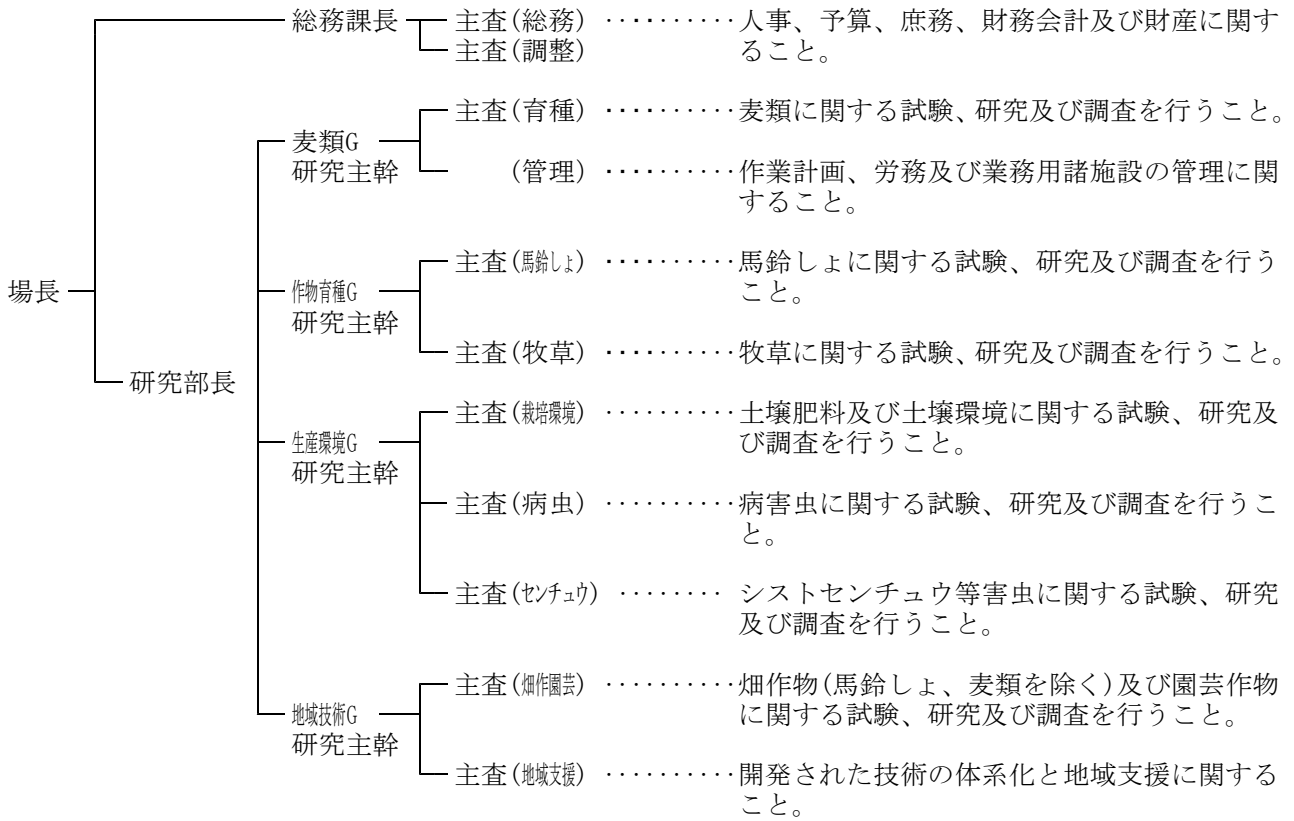 総務課長 主査(総務) ･････････人事、予算、庶務、財務会計及び財産に関す
主査(調整) ること。
主査(育種) ･････････麦類に関する試験、研究及び調査を行うこと。
麦類G
研究主幹 (管理) ･････････作業計画、労務及び業務用諸施設の管理に関
すること。
主査(馬鈴しょ) ･････････馬鈴しょに関する試験、研究及び調査を行う
場長 作物育種G こと。
研究主幹
主査(牧草) ･････････牧草に関する試験、研究及び調査を行うこと。
研究部長
主査(栽培環境) ･････････土壌肥料及び土壌環境に関する試験、研究及
生産環境G び調査を行うこと。
研究主幹
主査(病虫) ･････････病害虫に関する試験、研究及び調査を行うこ
と。
主査(センチュウ) ････････ シストセンチュウ等害虫に関する試験、研究
及び調査を行うこと。
主査(畑作園芸) ･････････畑作物(馬鈴しょ、麦類を除く)及び園芸作物
地域技術G に関する試験、研究及び調査を行うこと。
研究主幹
主査(地域支援) ･････････開発された技術の体系化と地域支援に関する
こと。